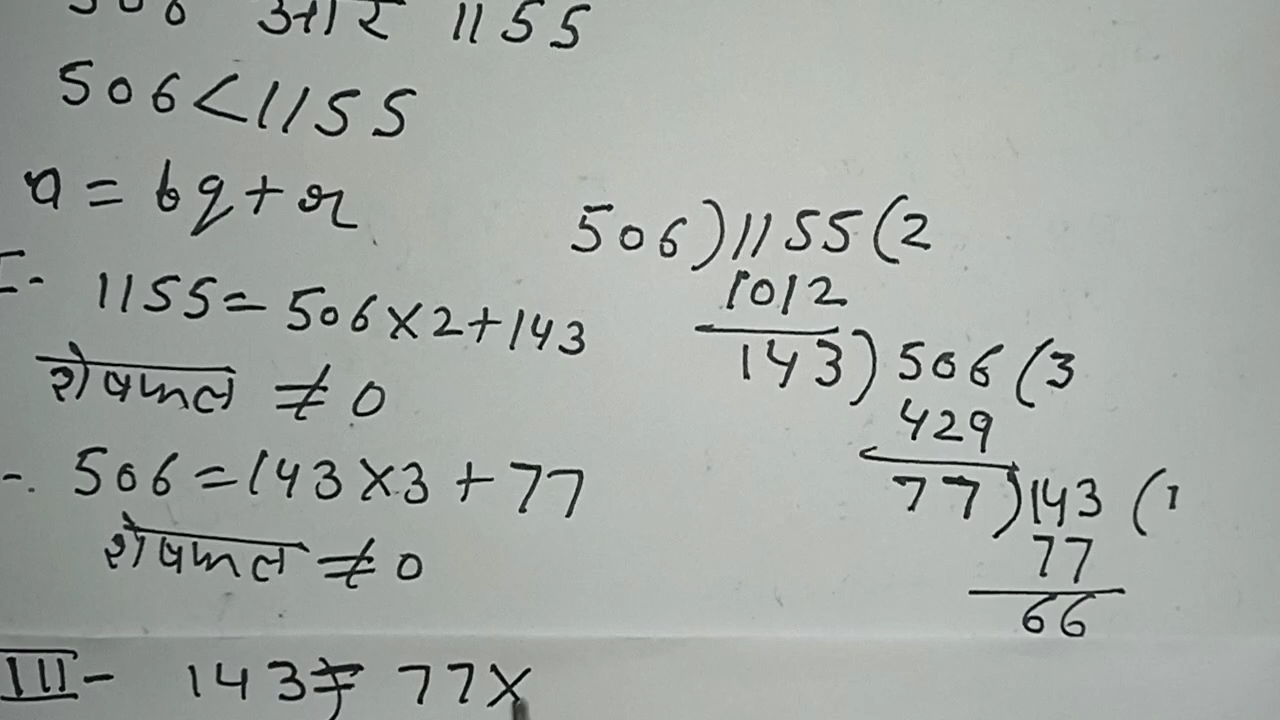 506 और 1155
506<1155
a = bq + r
I- 1155=506×2+143
शेषफल ≠ 0
-. 506=143×3+77
शेषफल ≠ 0
III- 143= 77×
506)1155(2
1012
143)506(3
429
77)143(1
77
66